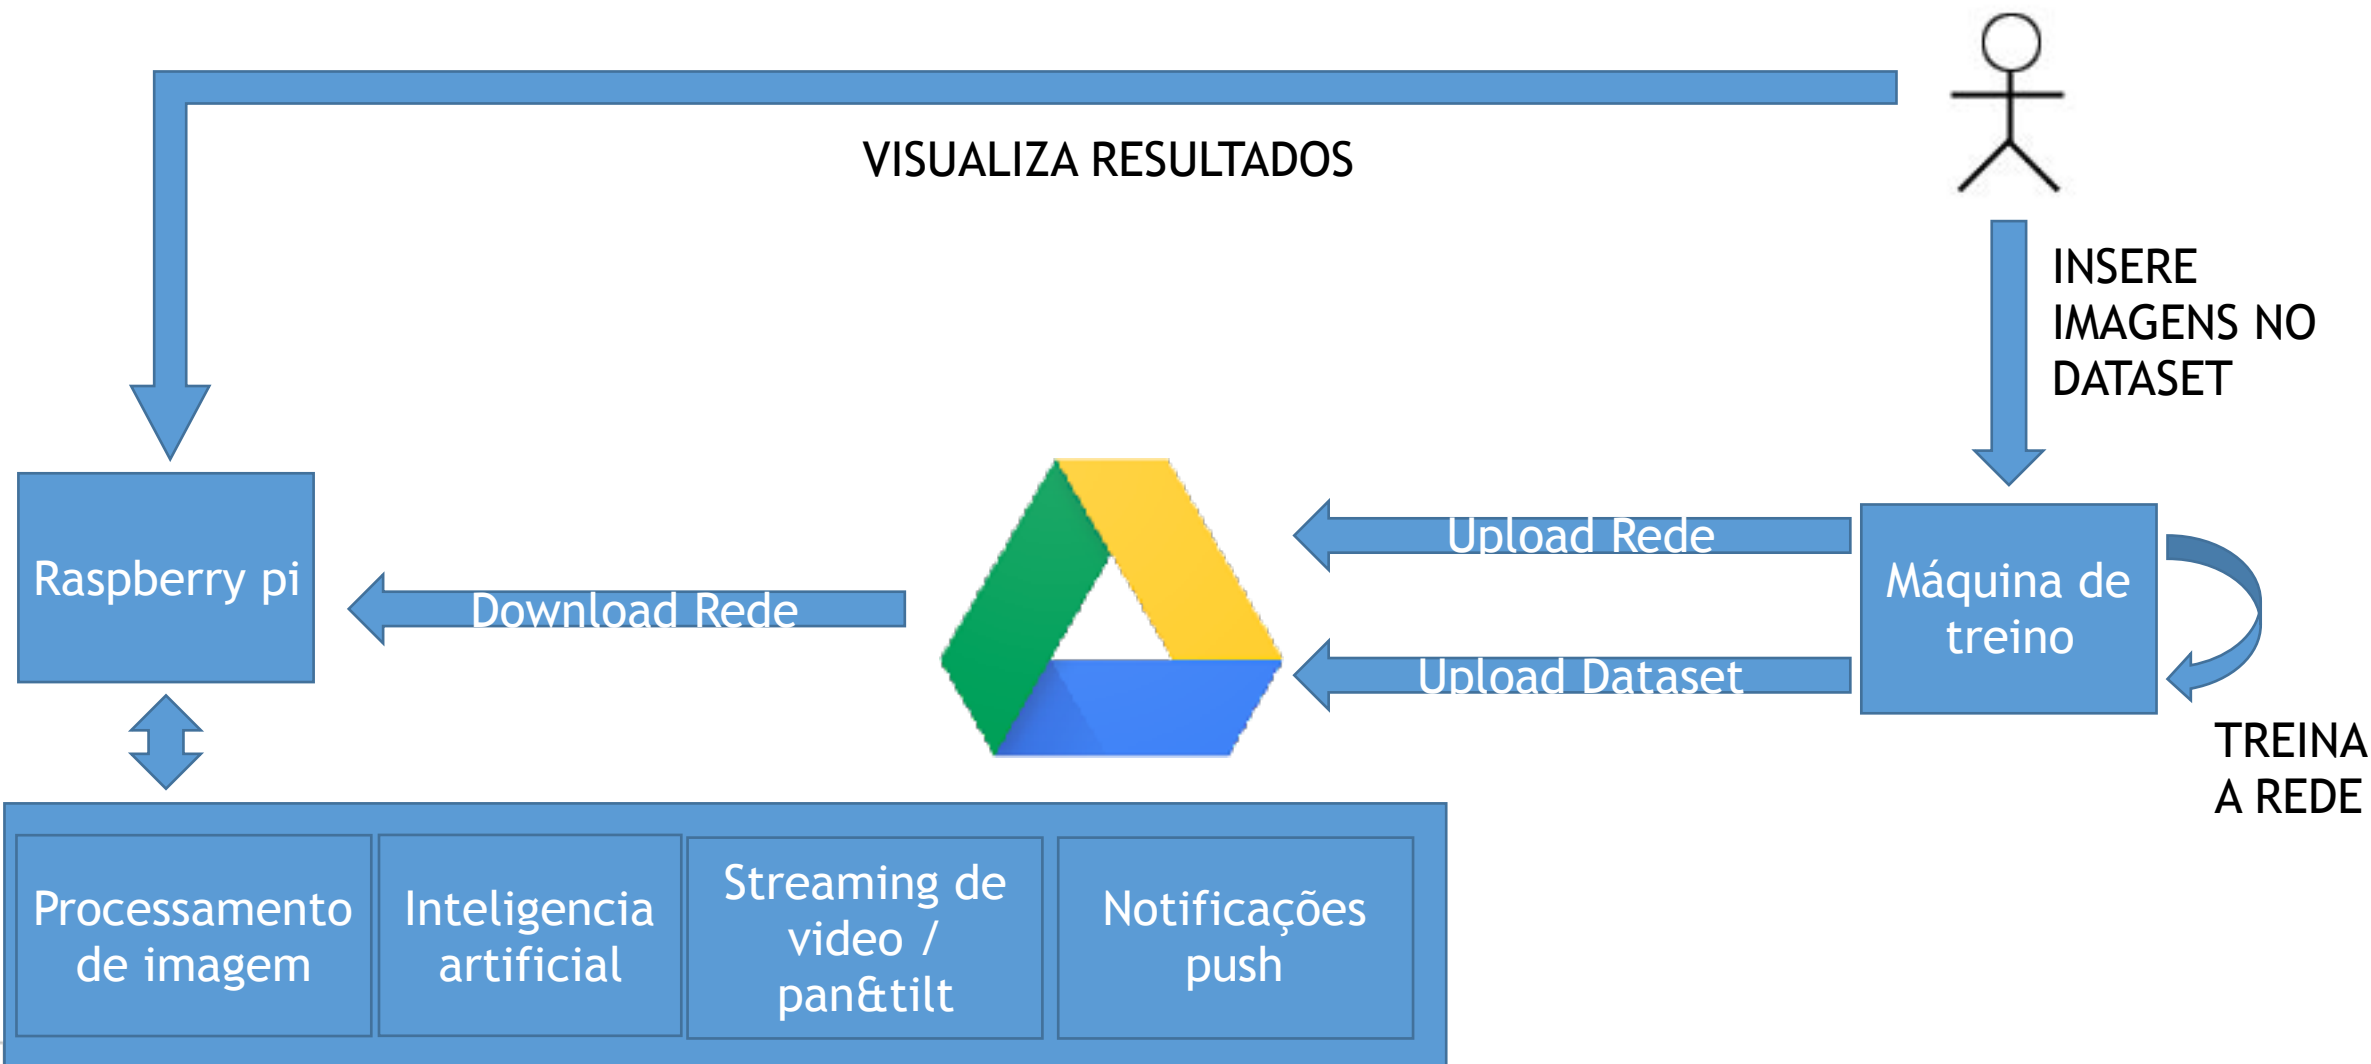 VISUALIZA RESULTADOS
INSERE
IMAGENS NO
DATASET
Raspberry pi
Download Rede
Upload Rede
Upload Dataset
Máquina de
treino
TREINA
A REDE
Processamento
de imagem
Inteligencia
artificial
Streaming de
video /
pan&tilt
Notificações
push